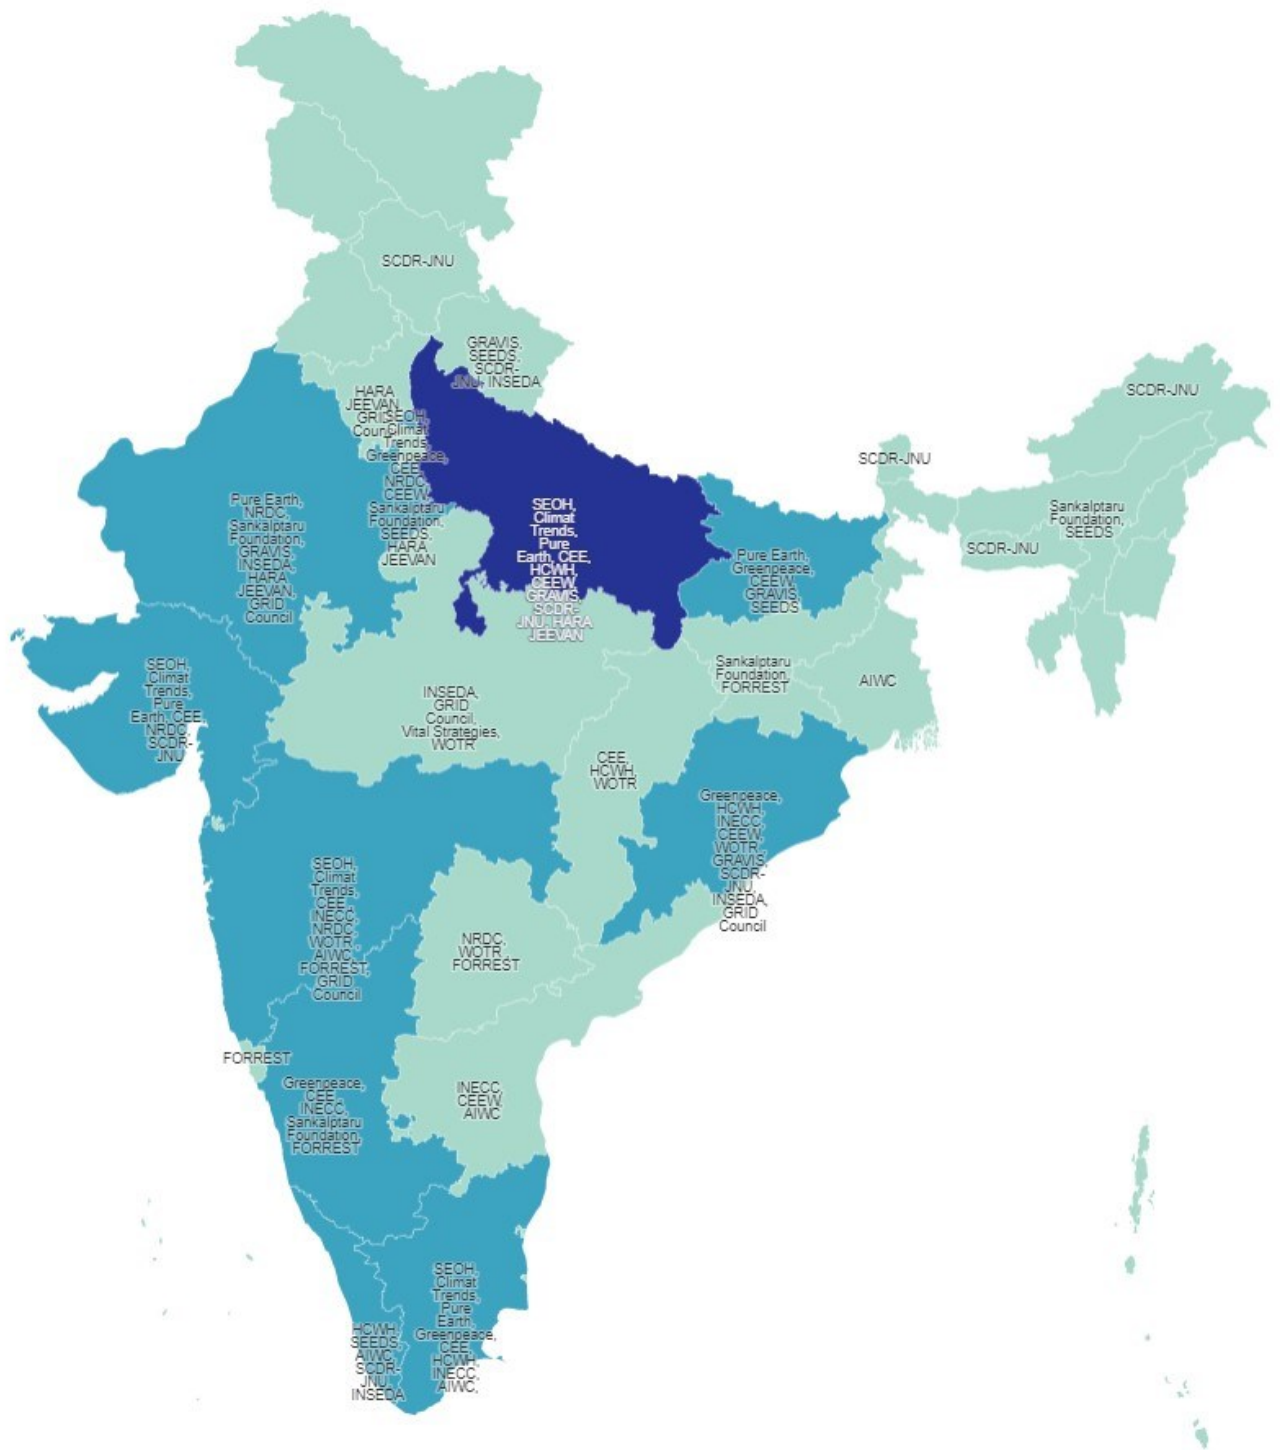 SCDR-JNU
GRAVIS,
SEEDS,
SCDR-
JNU, INSEDA
HARA
JEEVAN,
GRID
Council
SEOH,
Climat
Trends,
Greenpeace,
CEE,
NRDC,
CEEW,
Sankalptaru
Foundation,
SEEDS,
HARA
JEEVAN
SCDR-JNU
SCDR-JNU
Sankalptaru
Foundation,
SEEDS
SCDR-JNU
Pure Earth,
NRDC,
Sankalptaru
Foundation,
GRAVIS,
INSEDA,
HARA
JEEVAN,
GRID
Council
SEOH,
Climat
Trends,
Pure
Earth, CEE,
HCWH,
CEEW,
GRAVIS,
SCDR-
JNU, HARA
JEEVAN
Pure Earth,
Greenpeace,
CEEW,
GRAVIS,
SEEDS
SEOH,
Climat
Trends,
Pure
Earth, CEE,
NRDC,
SCDR-
JNU
INSEDA,
GRID
Council,
Vital Strategies,
WOTR
Sankalptaru
Foundation,
FORREST
AIWC
CEE,
HCWH,
WOTR
Greenpeace,
HCWH,
INECC,
CEEW,
WOTR,
GRAVIS,
SCDR-
JNU,
INSEDA,
GRID
Council
SEOH,
Climat
Trends,
CEE,
INECC,
NRDC,
WOTR,
AIWC,
FORREST,
GRID
Council
NRDC,
WOTR,
FORREST
FORREST
Greenpeace,
CEE,
INECC,
Sankalptaru
Foundation,
FORREST
INECC,
CEEW,
AIWC
HCWH,
SEEDS,
AIWC,
SCDR-
JNU,
INSEDA
SEOH,
Climat
Trends,
Pure
Earth,
Greenpeace,
CEE,
HCWH,
INECC,
AIWC,